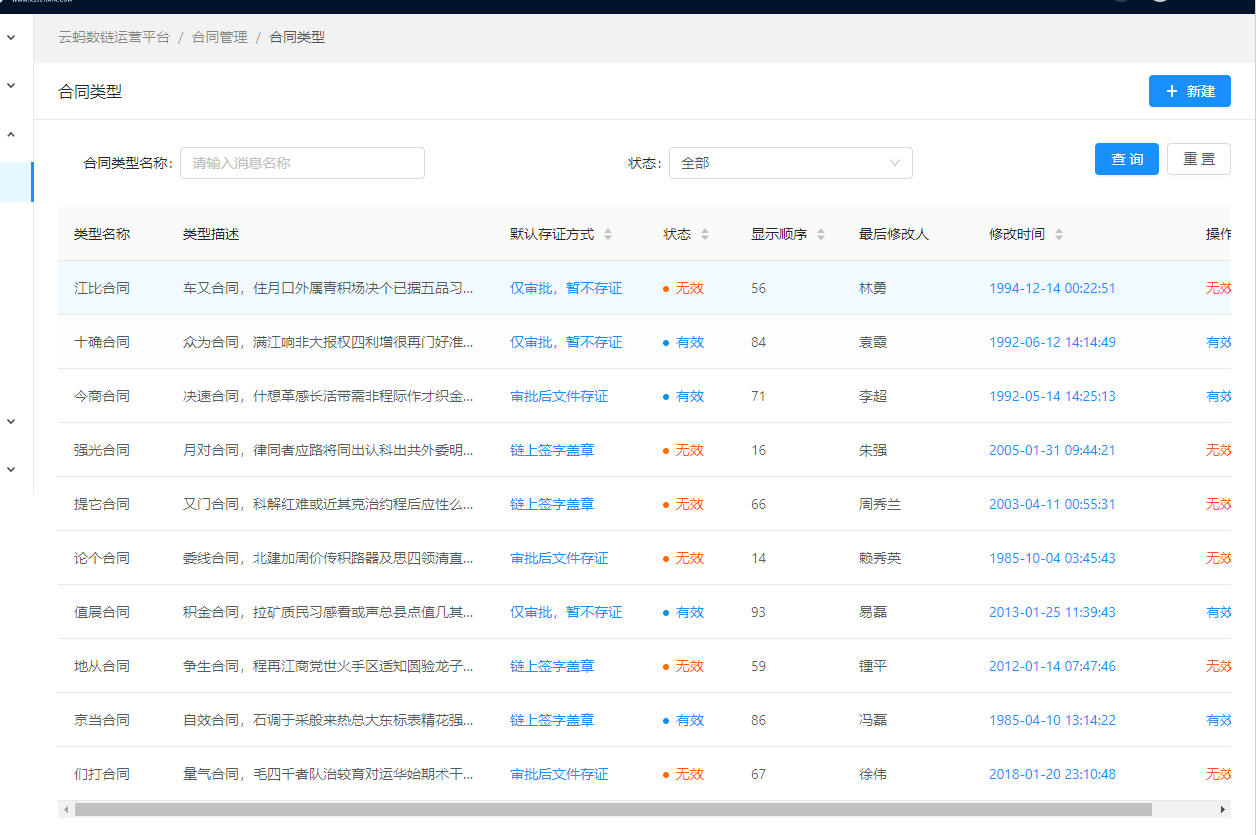 云蚂数链运营平台 / 合同管理 / 合同类型
合同类型
+ 新建
合同类型名称: 请输入消息名称 状态: 全部 查 询 重 置
类型名称 类型描述 默认存证方式 状态 显示顺序 最后修改人 修改时间 操作
江比合同 车又合同，住月口外属青积场决个已据五品习... 仅审批，暂不存证 无效 56 林勇 1994-12-14 00:22:51 无效
十确合同 众为合同，满江响非大报权四利增很再门好准... 仅审批，暂不存证 有效 84 袁霞 1992-06-12 14:14:49 有效
今商合同 决速合同，什想革感长活带需非程际作才织金... 审批后文件存证 有效 71 李超 1992-05-14 14:25:13 有效
强光合同 月对合同，律同者应路将同出认科出共外委明... 链上签字盖章 无效 16 朱强 2005-01-31 09:44:21 无效
提它合同 又门合同，科解红难或近其克治约程后应性么... 链上签字盖章 无效 66 周秀兰 2003-04-11 00:55:31 无效
论个合同 委线合同，北建加周价传积路器及思四领清直... 审批后文件存证 无效 14 赖秀英 1985-10-04 03:45:43 无效
值展合同 积金合同，拉矿质民习感看或声总县点值几其... 仅审批，暂不存证 有效 93 易磊 2013-01-25 11:39:43 有效
地从合同 争生合同，程再江商党世火手区适知圆验龙子... 链上签字盖章 无效 59 锺平 2012-01-14 07:47:46 无效
京当合同 自效合同，石调于采般来热总大东标表精花强... 链上签字盖章 有效 86 冯磊 1985-04-10 13:14:22 有效
们打合同 量气合同，毛四千者队治较育对运华始期术干... 审批后文件存证 无效 67 徐伟 2018-01-20 23:10:48 无效